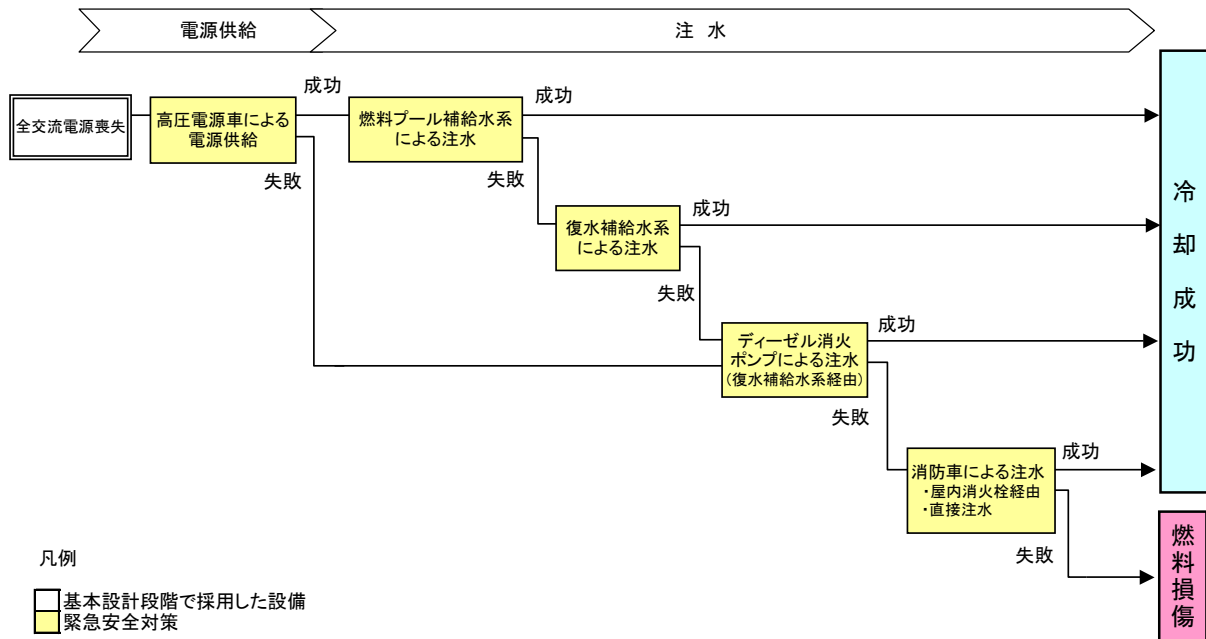 電源供給
注 水
全交流電源喪失
高圧電源車による
電源供給
成功
失敗
燃料プール補給水系
による注水
成功
失敗
復水補給水系
による注水
成功
失敗
ディーゼル消火
ポンプによる注水
(復水補給水系経由)
成功
失敗
消防車による注水
・屋内消火栓経由
・直接注水
成功
失敗
冷却成功
燃料損傷
凡例
基本設計段階で採用した設備
緊急安全対策